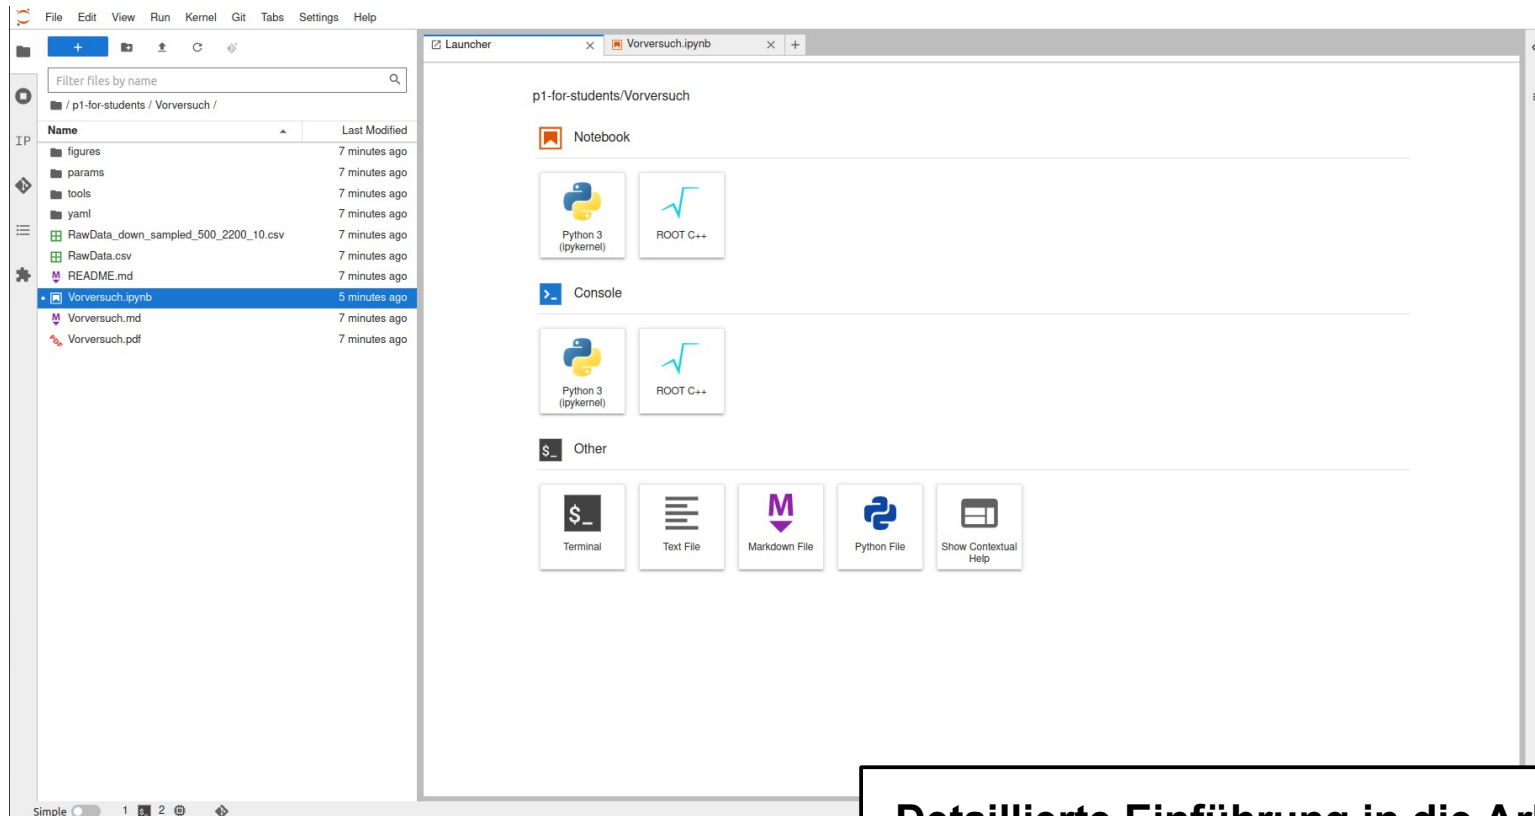 File Edit View Run Kernel Git Tabs Settings Help
+
Filter files by name
/ p1-for-students / Vorversuch /
Name Last Modified
figures 7 minutes ago
params 7 minutes ago
tools 7 minutes ago
yaml 7 minutes ago
RawData_down_sampled_500_2200_10.csv 7 minutes ago
RawData.csv 7 minutes ago
README.md 7 minutes ago
Vorversuch.ipynb 5 minutes ago
Vorversuch.md 7 minutes ago
Vorversuch.pdf 7 minutes ago
IP
Simple 1 $_ 2
Launcher Vorversuch.ipynb +
p1-for-students/Vorversuch
Notebook
Python 3
(ipykernel)
ROOT C++
Console
Python 3
(ipykernel)
ROOT C++
$_ Other
$_
Terminal
Text File
M
Markdown File
Python File
Show Contextual
Help
Detaillierte Einführung in die